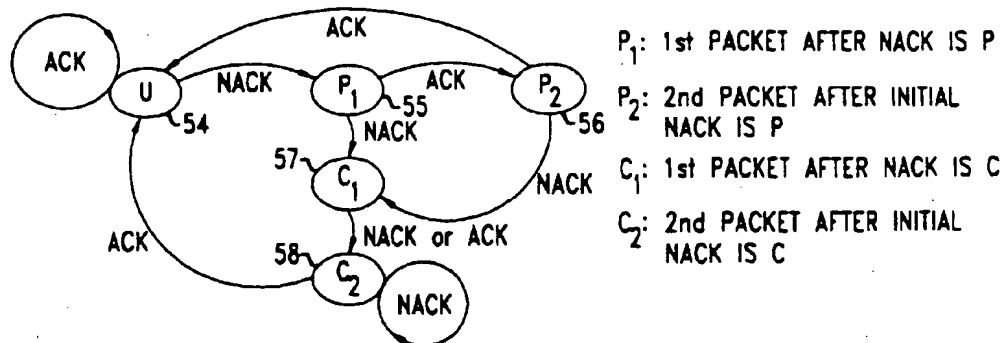 ACK
ACK
U
NACK
P1
ACK
P2
54
55
56
NACK
57
C1
NACK
NACK or ACK
ACK
58
C2
NACK
P1: 1st PACKET AFTER NACK IS P
P2: 2nd PACKET AFTER INITIAL
NACK IS P
C1: 1st PACKET AFTER NACK IS C
C2: 2nd PACKET AFTER INITIAL
NACK IS C